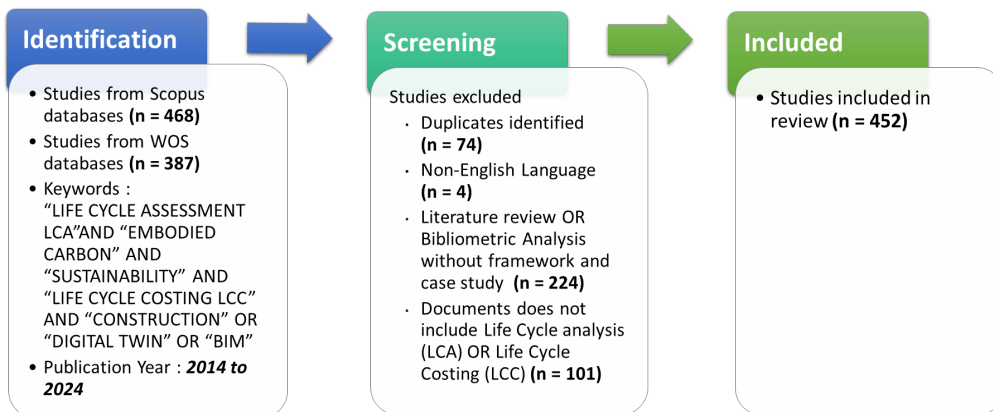 Identification
• Studies from Scopus
databases (n = 468)
• Studies from WOS
databases (n = 387)
• Keywords :
“LIFE CYCLE ASSESSMENT
LCA”AND “EMBODIED
CARBON” AND
“SUSTAINABILITY” AND
“LIFE CYCLE COSTING LCC”
AND “CONSTRUCTION” OR
“DIGITAL TWIN” OR “BIM”
• Publication Year : 2014 to
2024
Screening
Studies excluded
• Duplicates identified
(n = 74)
• Non-English Language
(n = 4)
• Literature review OR
Bibliometric Analysis
without framework and
case study (n = 224)
• Documents does not
include Life Cycle analysis
(LCA) OR Life Cycle
Costing (LCC) (n = 101)
Included
• Studies included in
review (n = 452)